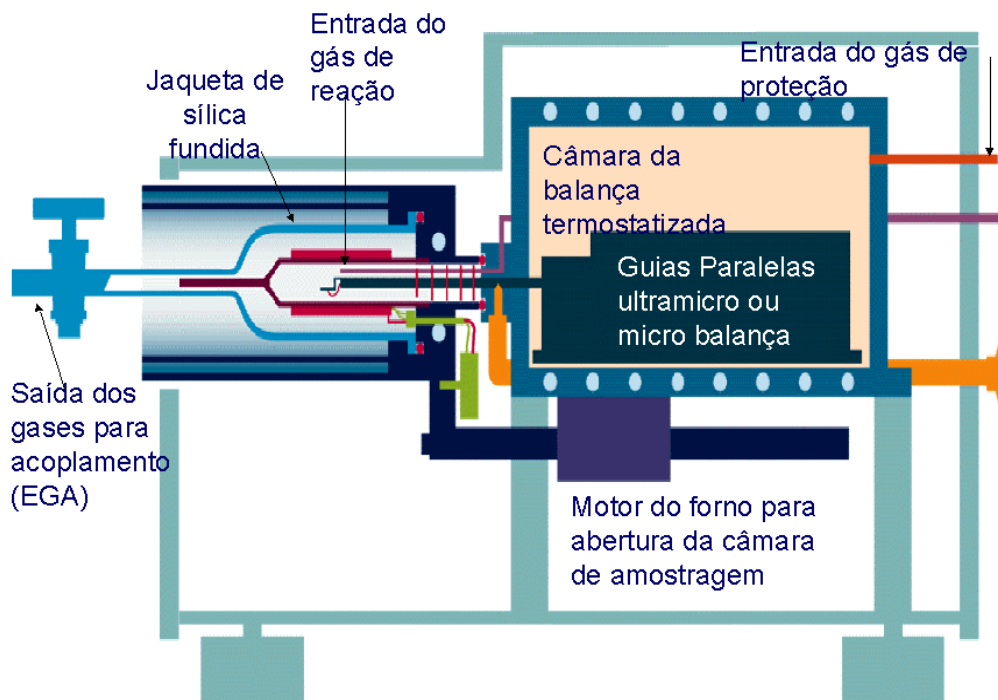 Entrada do
gás de
reação
Jaqueta de
sílica
fundida
Entrada do gás de
proteção
Câmara da
balança
termostatizada
Guias Paralelas
ultramicro ou
micro balança
Saída dos
gases para
acoplamento
(EGA)
Motor do forno para
abertura da câmara
de amostragem